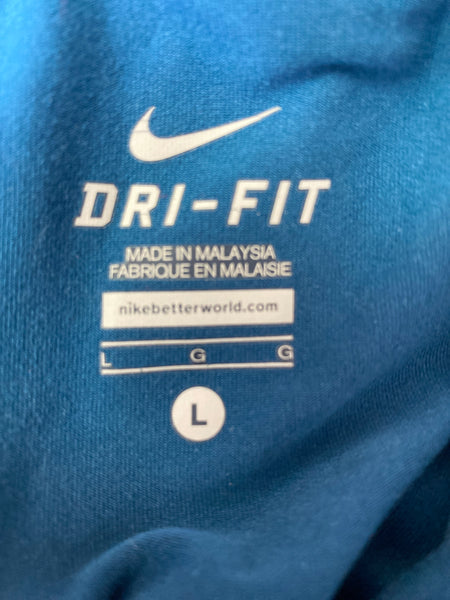 DRI-FIT
MADE IN MALAYSIA
FABRIQUE EN MALAISIE
nikebetterworld.com
L G G
L